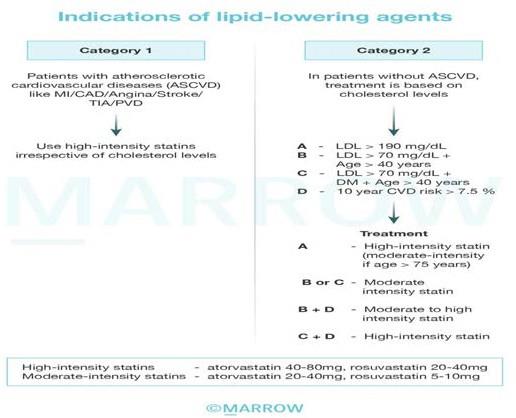 Indications of lipid-lowering agents
Category 1
Patients with atherosclerotic
cardiovascular diseases (ASCVD)
like MI/CAD/Angina/Stroke/
TIA/PVD
Use high-intensity statins
irrespective of cholesterol levels
Category 2
In patients without ASCVD,
treatment is based on
cholesterol levels
A - LDL > 190 mg/dL
B - LDL > 70 mg/dL +
Age > 40 years
C - LDL > 70 mg/dL +
DM + Age > 40 years
D - 10 year CVD risk > 7.5 %
Treatment
A - High-intensity statin
(moderate-intensity
if age > 75 years)
B or C - Moderate
intensity statin
B + D - Moderate to high
intensity statin
C + D - High-intensity statin
High-intensity statins - atorvastatin 40-80mg, rosuvastatin 20-40mg
Moderate-intensity statins - atorvastatin 20-40mg, rosuvastatin 5-10mg
MARROW
©MARROW